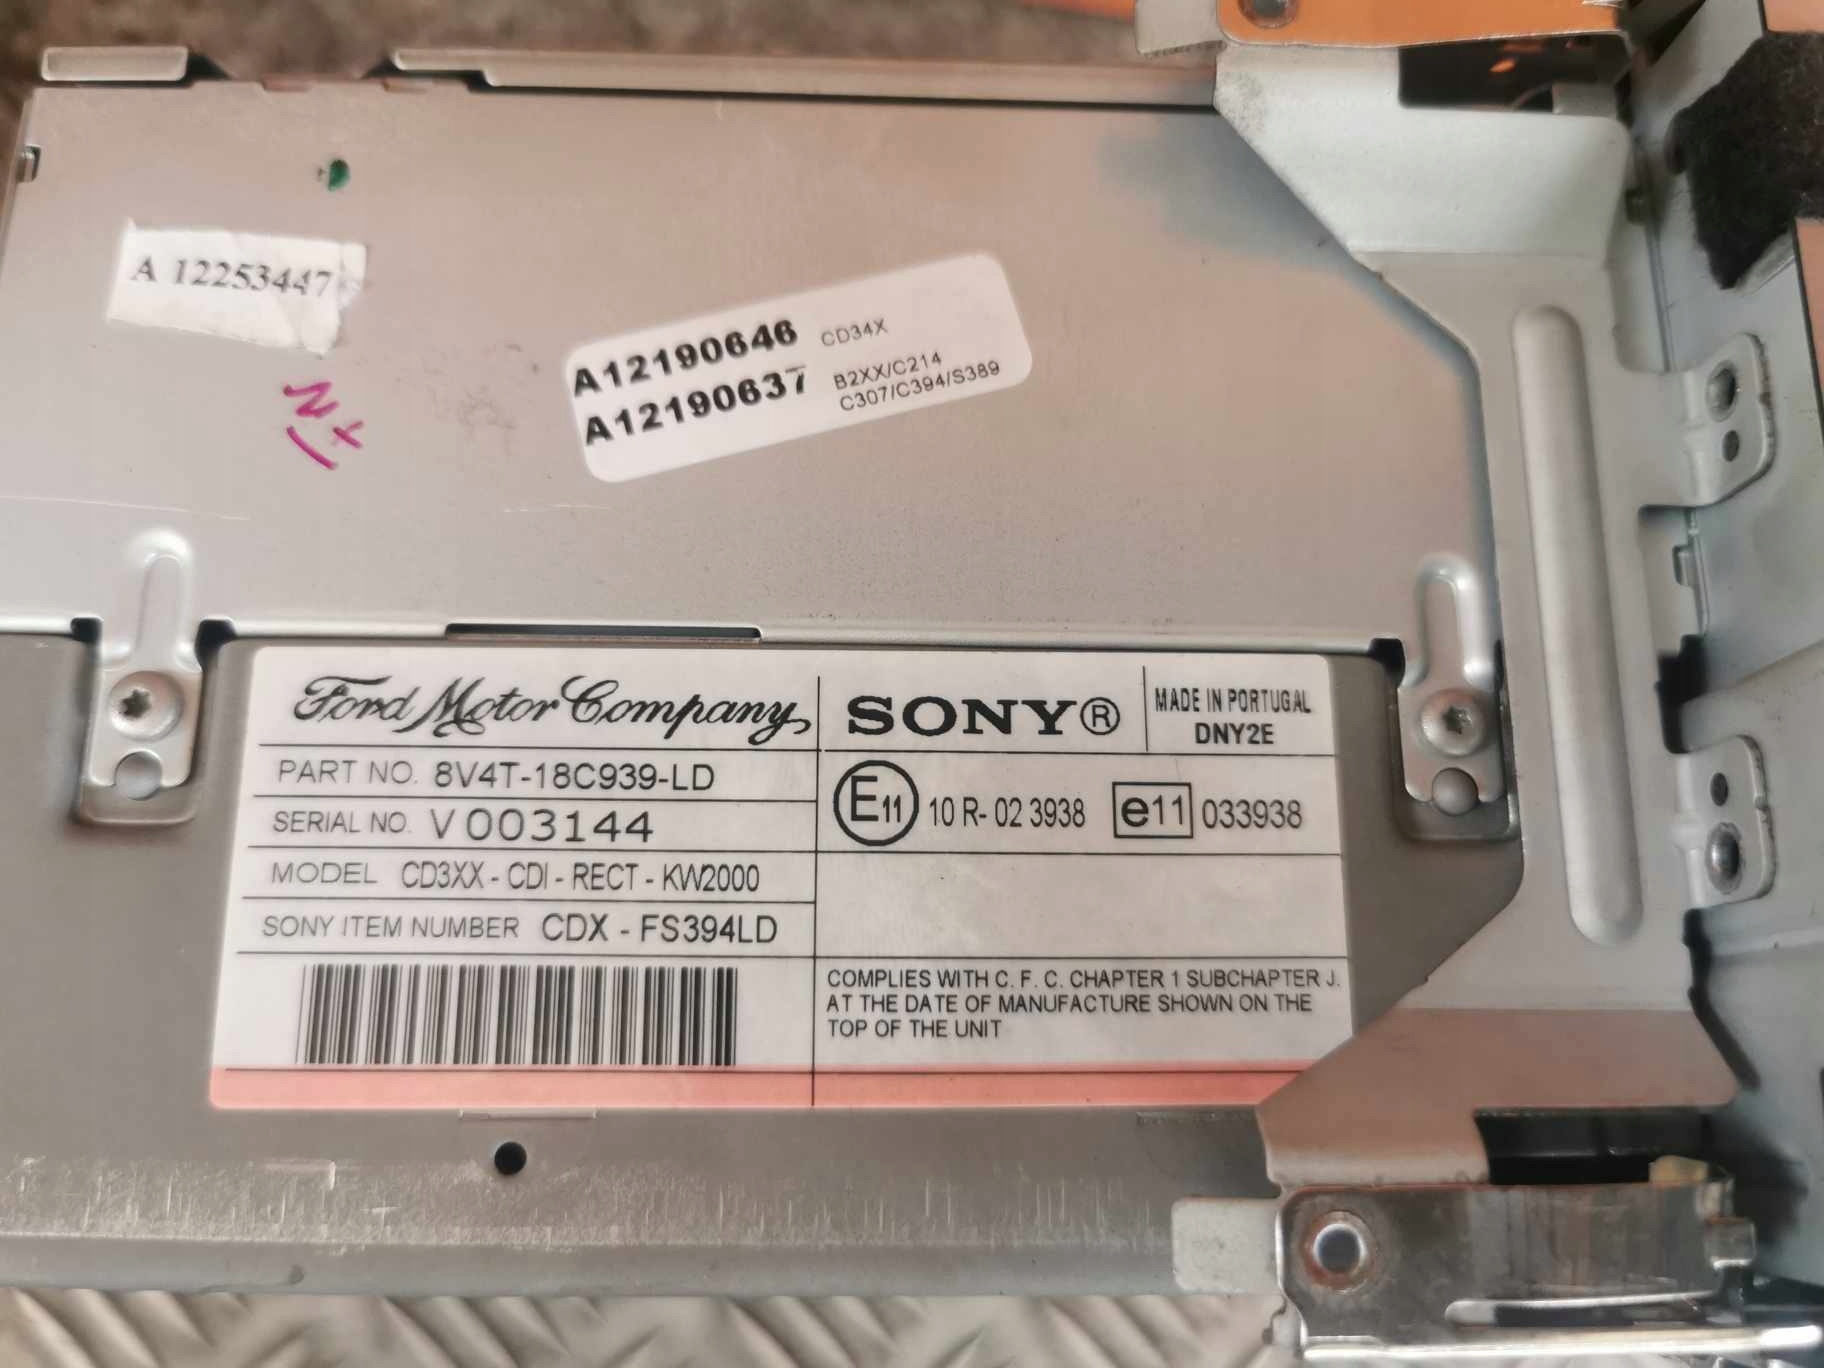 A 12253447
A12190646 CD34X
A12190637 B2XX/C214
C307/C394/S389
Ford Motor Company
SONY®
MADE IN PORTUGAL
DNY2E
PART NO. 8V4T-18C939-LD
SERIAL NO. V003144
MODEL CD3XX - CDI - RECT - KW2000
SONY ITEM NUMBER CDX - FS394LD
E11 10 R- 02 3938 e11 033938
COMPLIES WITH C. F. C. CHAPTER 1 SUBCHAPTER J.
AT THE DATE OF MANUFACTURE SHOWN ON THE
TOP OF THE UNIT